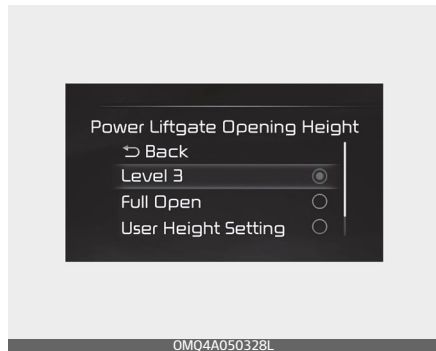 Power Liftgate Opening Height
Back
Level 3
Full Open
User Height Setting
OMQ4A050328L